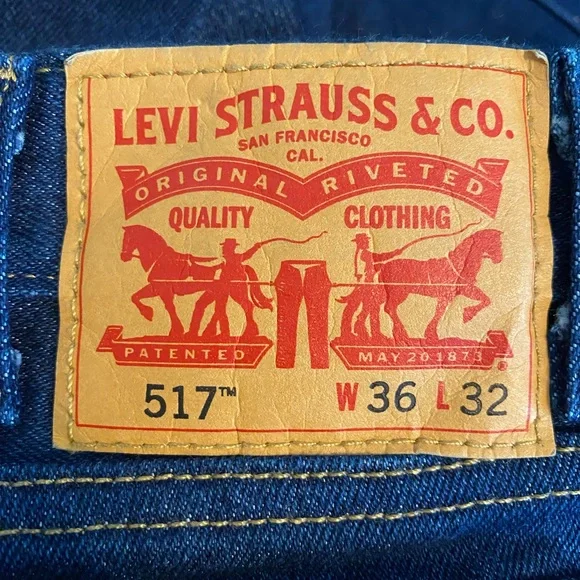 LEVI STRAUSS & CO.
SAN FRANCISCO
CAL.
ORIGINAL RIVETED
QUALITY CLOTHING
PATENTED MAY 20 1873
®
517™ W 36 L 32